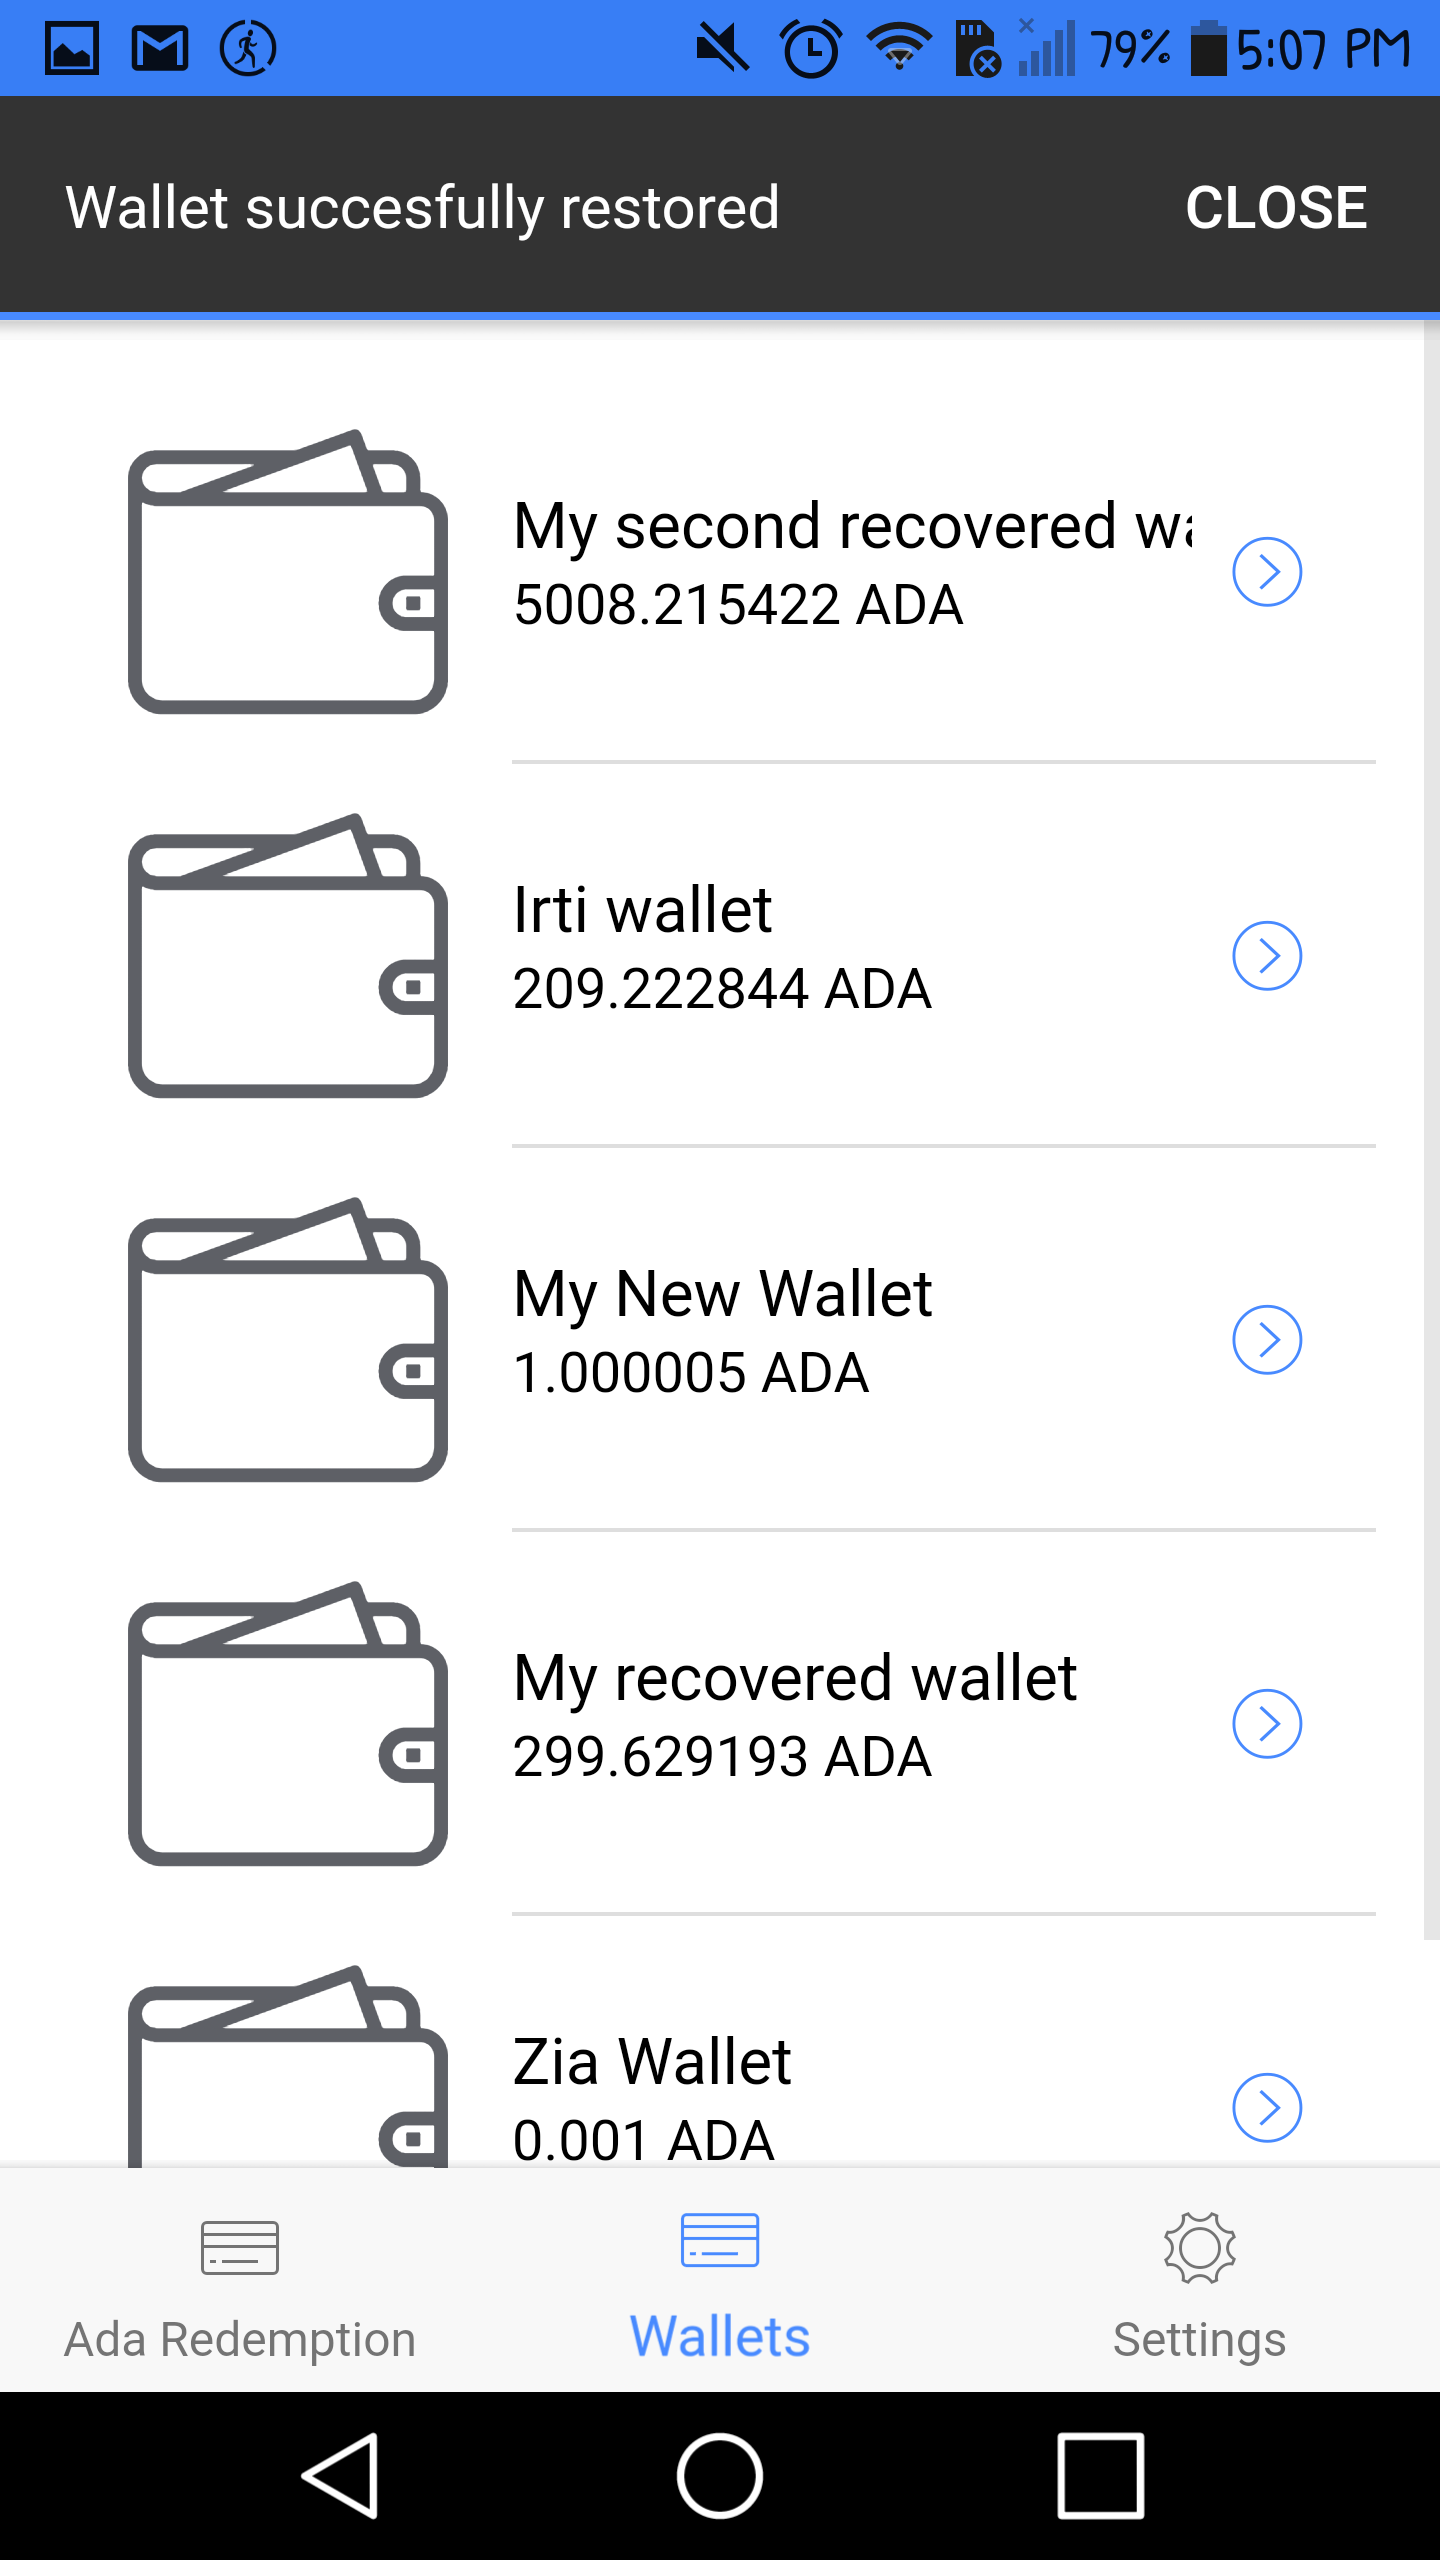 79% 5:07 PM
Wallet succesfully restored CLOSE
My second recovered
5008.215422 ADA
Irti wallet
209.222844 ADA
My New Wallet
1.000005 ADA
My recovered wallet
299.629193 ADA
Zia Wallet
0.001 ADA
Ada Redemption Wallets Settings